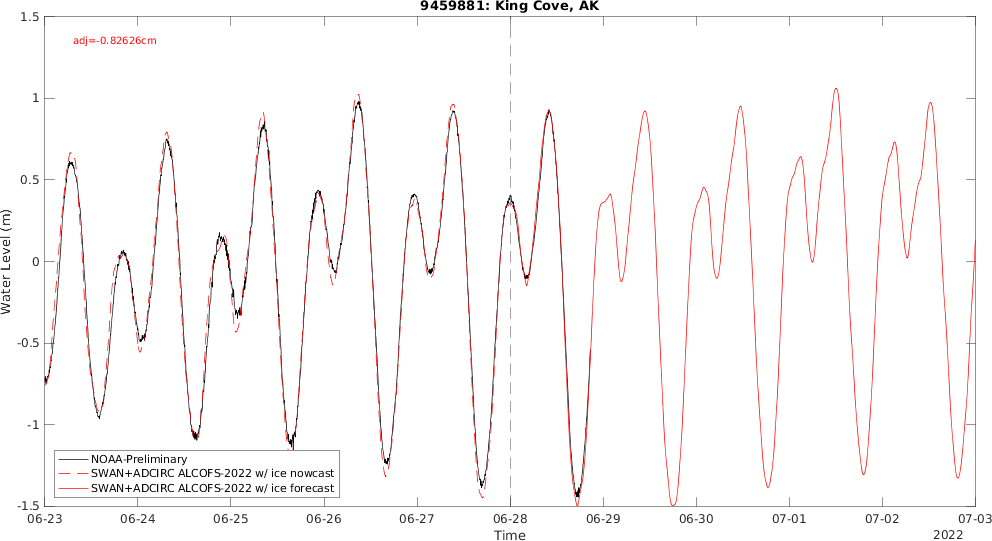 9459881: King Cove, AK
adj=-0.82626cm
Water Level (m)
1.5
1
0.5
0
-0.5
-1
-1.5
NOAA-Preliminary
SWAN+ADCIRC ALCOFS-2022 w/ ice nowcast
SWAN+ADCIRC ALCOFS-2022 w/ ice forecast
06-23 06-24 06-25 06-26 06-27 06-28 06-29 06-30 07-01 07-02 07-03
Time
2022